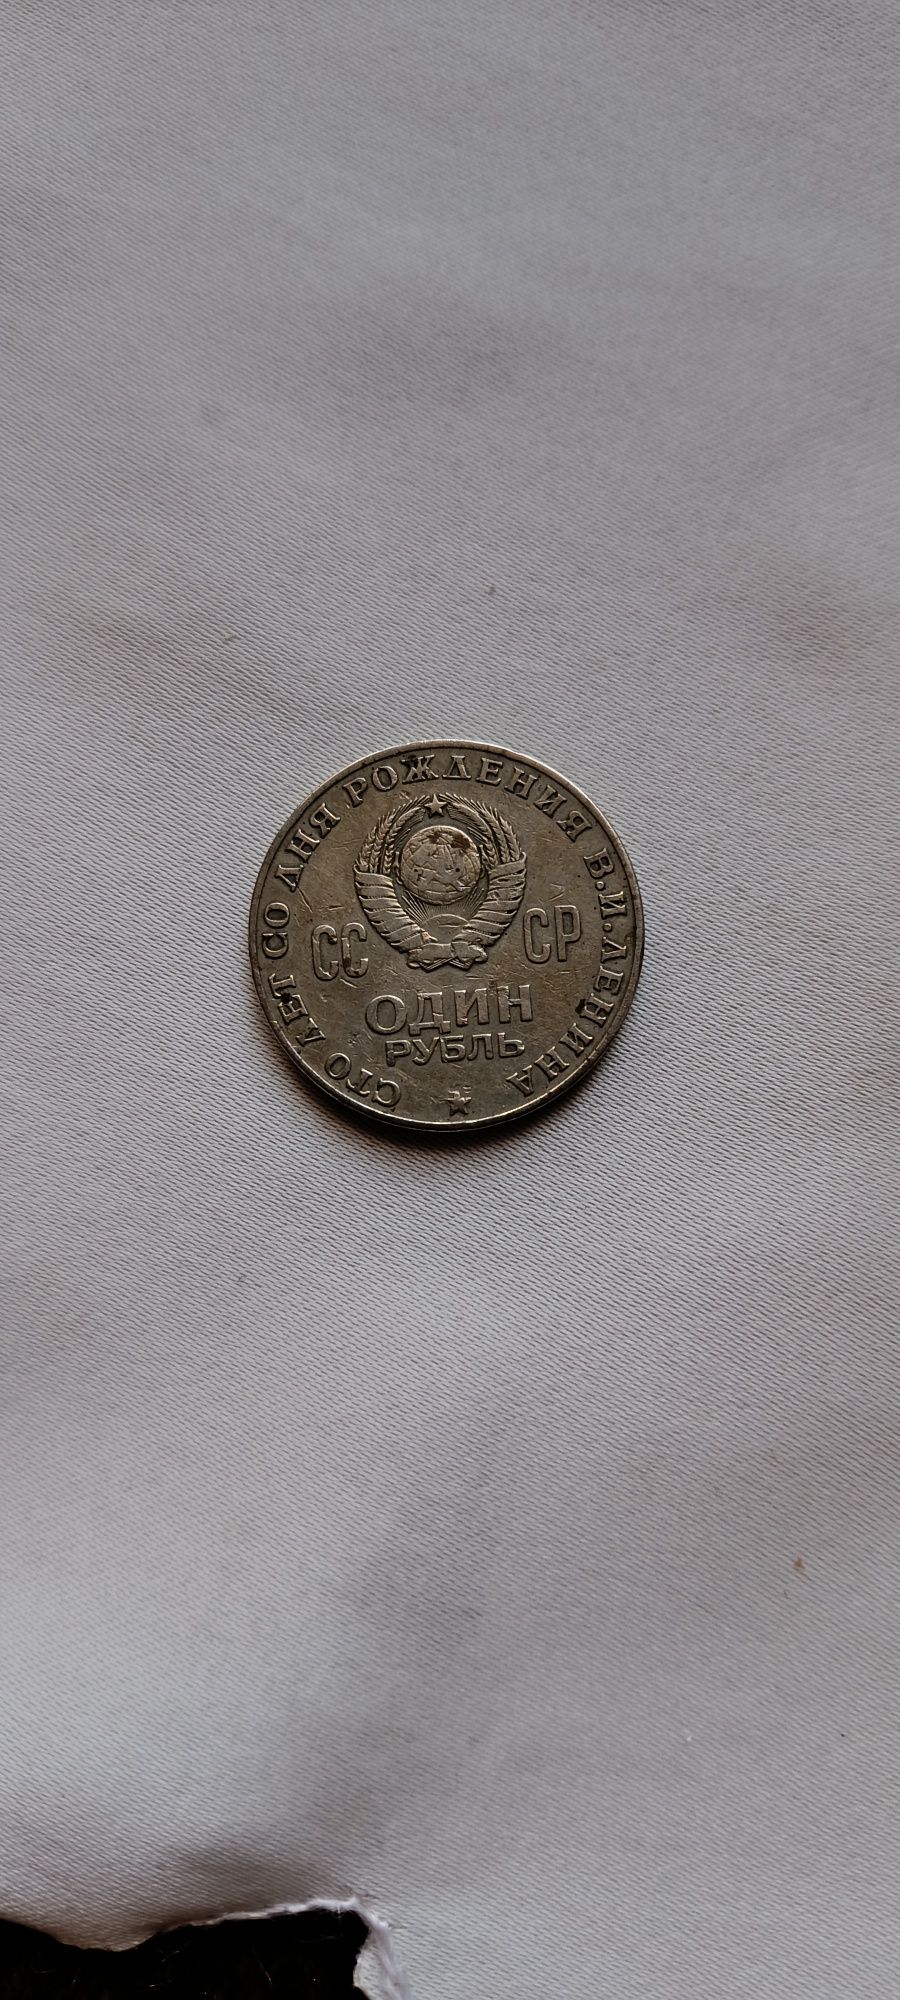 СТО ЛЕТ СО ДНЯ РОЖДЕНИЯ В.И.ЛЕНИНА
СС СР
ОДИН
РУБЛЬ